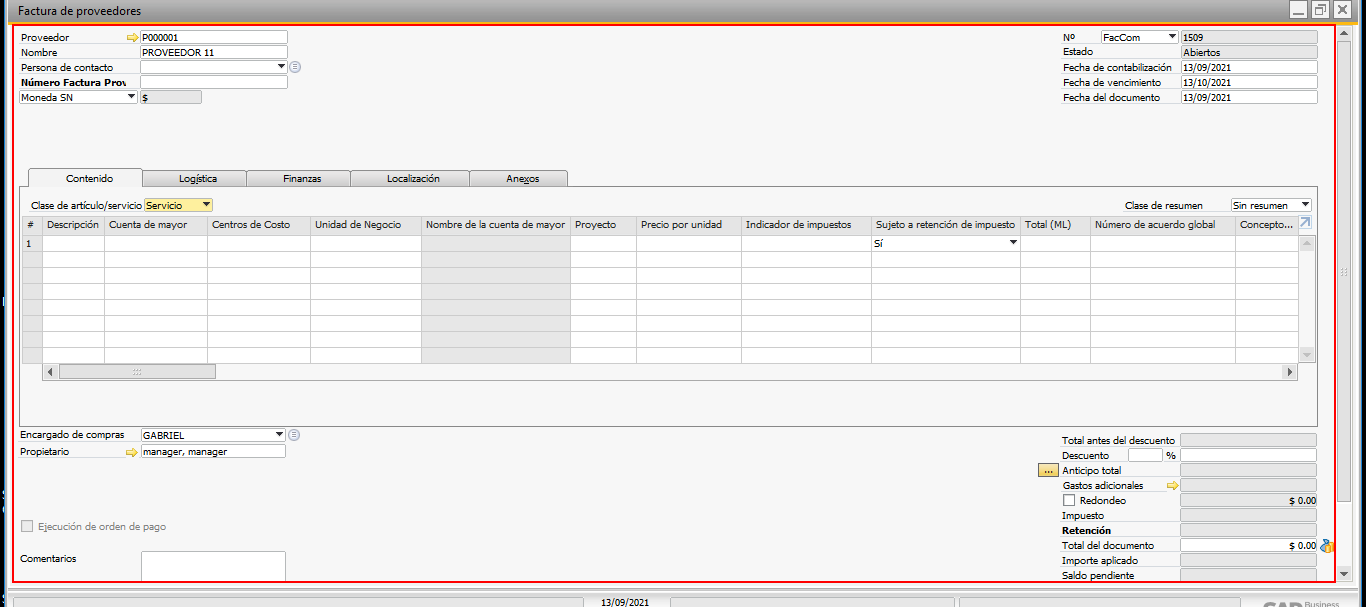 Factura de proveedores
Proveedor P000001
Nombre PROVEEDOR 11
Persona de contacto
Número Factura Prov
Moneda SN $
Nº FacCom 1509
Estado Abiertos
Fecha de contabilización 13/09/2021
Fecha de vencimiento 13/10/2021
Fecha del documento 13/09/2021
Contenido Logística Finanzas Localización Anexos
Clase de artículo/servicio Servicio Clase de resumen Sin resumen
# Descripción Cuenta de mayor Centros de Costo Unidad de Negocio Nombre de la cuenta de mayor Proyecto Precio por unidad Indicador de impuestos Sujeto a retención de impuesto Total (ML) Número de acuerdo global Concepto...
1 Sí
Encargado de compras GABRIEL
Propietario manager, manager
Ejecución de orden de pago
Comentarios
Total antes del descuento
Descuento %
... Anticipo total
Gastos adicionales
Redondeo $ 0.00
Impuesto
Retención
Total del documento $ 0.00
Importe aplicado
Saldo pendiente
13/09/2021
SAP Business